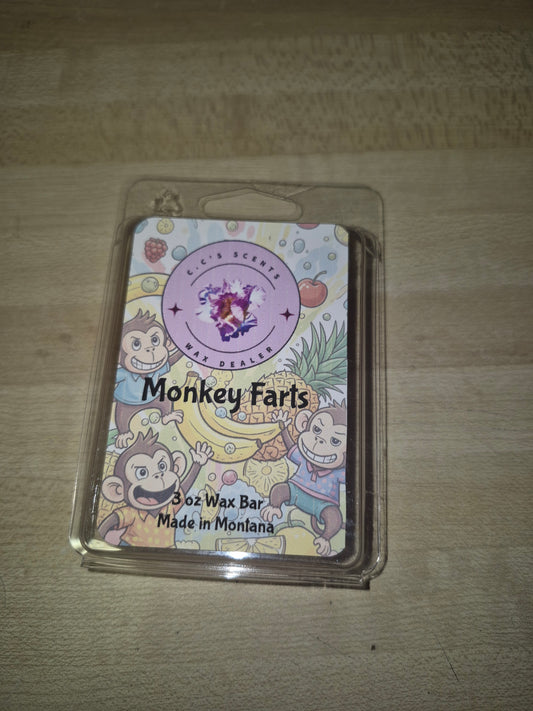 C.C'S SCENTS
WAX DEALER
Monkey Farts
3 oz Wax Bar
Made in Montana